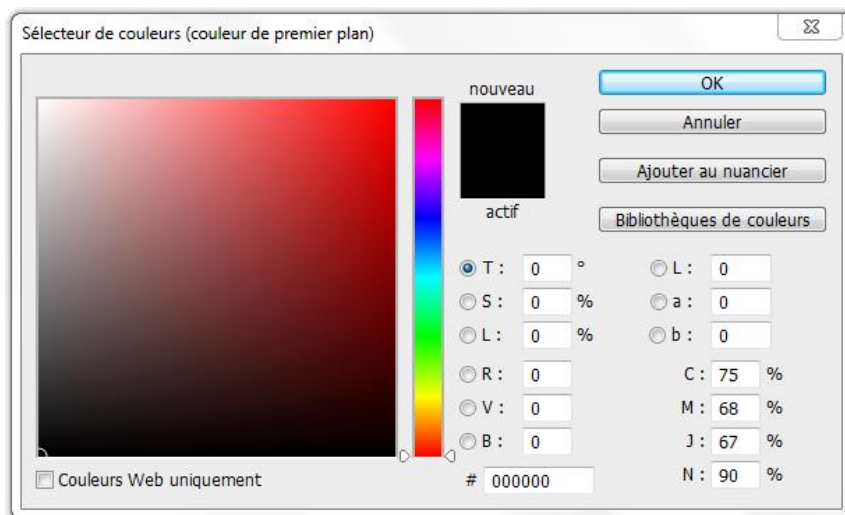 Sélecteur de couleurs (couleur de premier plan)
nouveau
actif
OK
Annuler
Ajouter au nuancier
Bibliothèques de couleurs
T : 0 °
S : 0 %
L : 0 %
R : 0
V : 0
B : 0
# 000000
L : 0
a : 0
b : 0
C : 75 %
M : 68 %
J : 67 %
N : 90 %
Couleurs Web uniquement